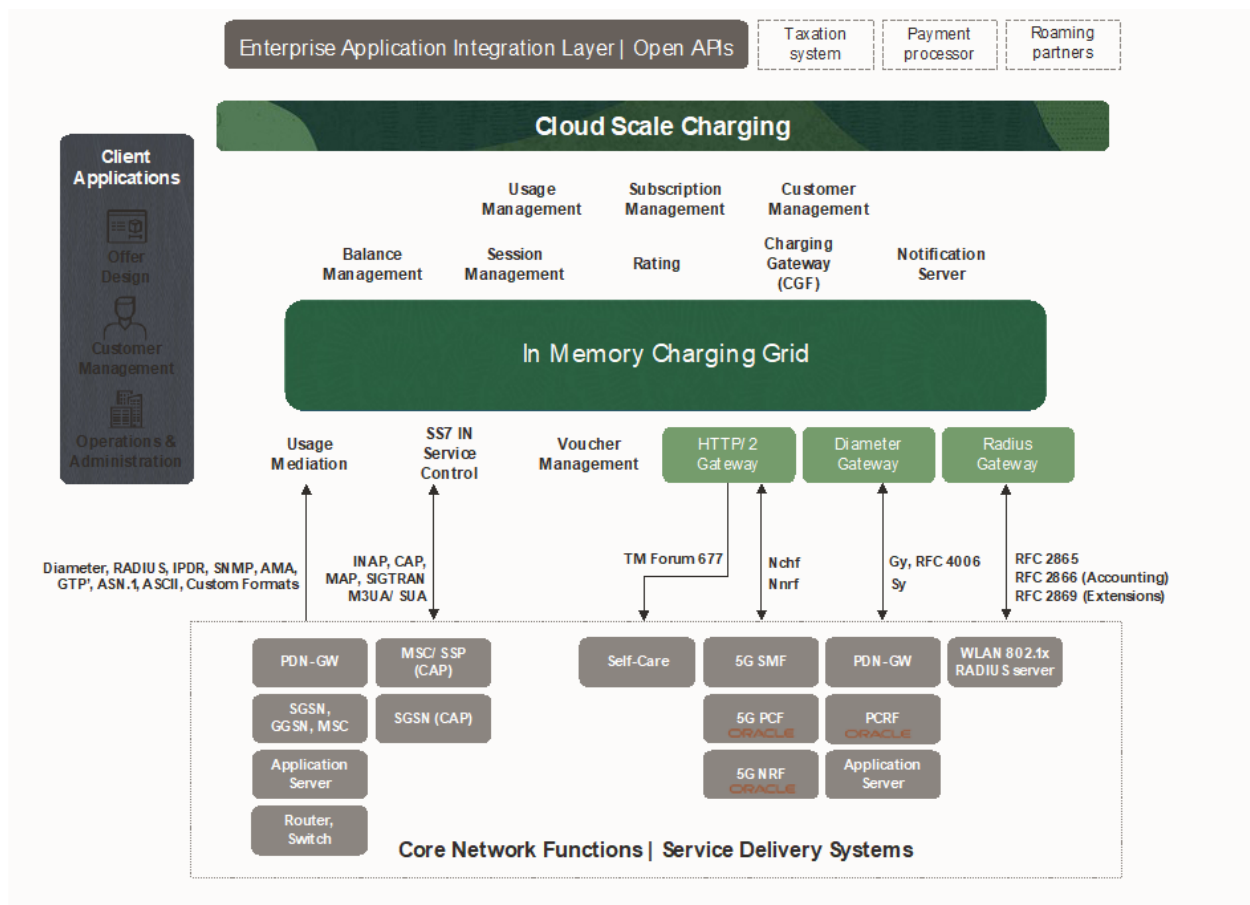 Enterprise Application Integration Layer | Open APIs
Taxation
system
Payment
processor
Roaming
partners
Cloud Scale Charging
Client
Applications
Offer
Design
Customer
Management
Operations &
Administration
Usage
Management
Subscription
Management
Customer
Management
Balance
Management
Session
Management
Rating
Charging
Gateway
(CGF)
Notification
Server
In Memory Charging Grid
Usage
Mediation
SS7 IN
Service
Control
Voucher
Management
HTTP/2
Gateway
Diameter
Gateway
Radius
Gateway
Diameter, RADIUS, IPDR, SNMP, AMA,
GTP', ASN.1, ASCII, Custom Formats
INAP, CAP,
MAP, SIGTRAN
M3UA/ SUA
TM Forum 677
Nchf
Nnrf
Gy, RFC 4006
Sy
RFC 2865
RFC 2866 (Accounting)
RFC 2869 (Extensions)
PDN-GW
SGSN,
GGSN, MSC
Application
Server
Router,
Switch
MSC/ SSP
(CAP)
SGSN (CAP)
Self-Care
5G SMF
5G PCF
ORACLE
5G NRF
ORACLE
PDN-GW
PCRF
ORACLE
Application
Server
WLAN 802.1x
RADIUS server
Core Network Functions | Service Delivery Systems